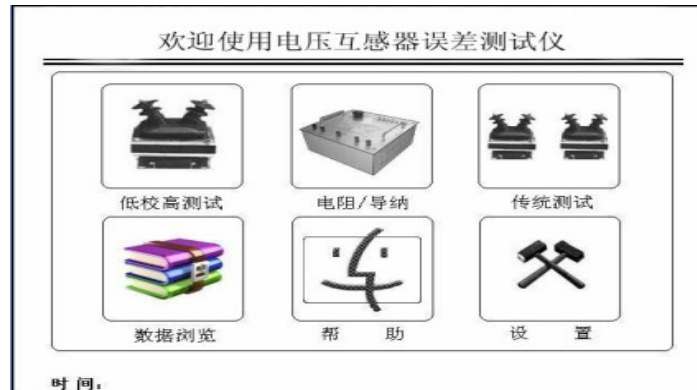 欢迎使用电压互感器误差测试仪
低校高测试 电阻/导纳 传统测试
数据浏览 帮 助 设 置
时间: